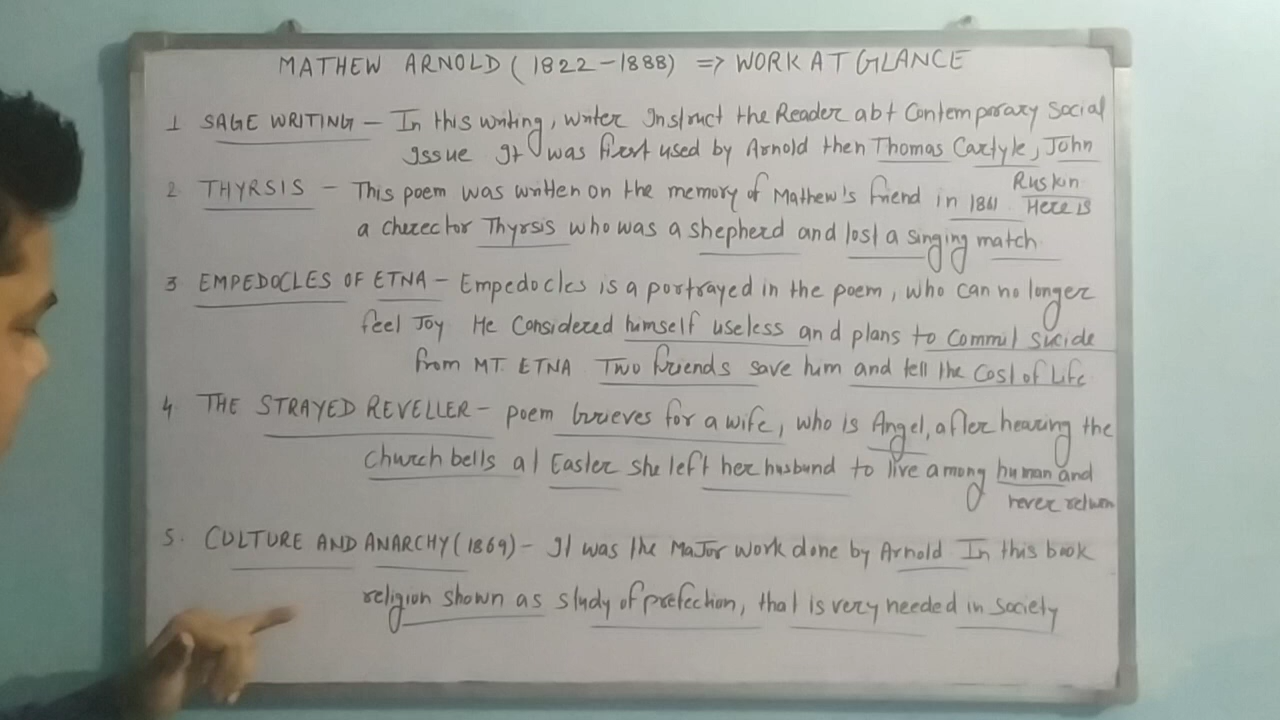 MATHEW ARNOLD (1822-1888) => WORK AT GLANCE
1 SAGE WRITING - In this writing, writer Instruct the Reader abt Contemporary Social
Issue It was first used by Arnold then Thomas Carlyle, John
Ruskin
2 THYRSIS - This poem was written on the memory of Mathew's friend in 1861 Here is
a cherector Thyrsis who was a shepherd and lost a singing match.
3 EMPEDOCLES OF ETNA - Empedocles is a portrayed in the poem, who can no longer
feel Joy He Considered himself useless and plans to Commit Sucide
from MT. ETNA Two friends save him and tell the Cost of Life
4 THE STRAYED REVELLER - poem brieves for a wife, who is Angel, after hearing the
Church bells at Easter she left her husbund to live among human and
never return
5. CULTURE AND ANARCHY (1869) - It was the Major work done by Arnold In this book
religion shown as study of prefection, that is very needed in society